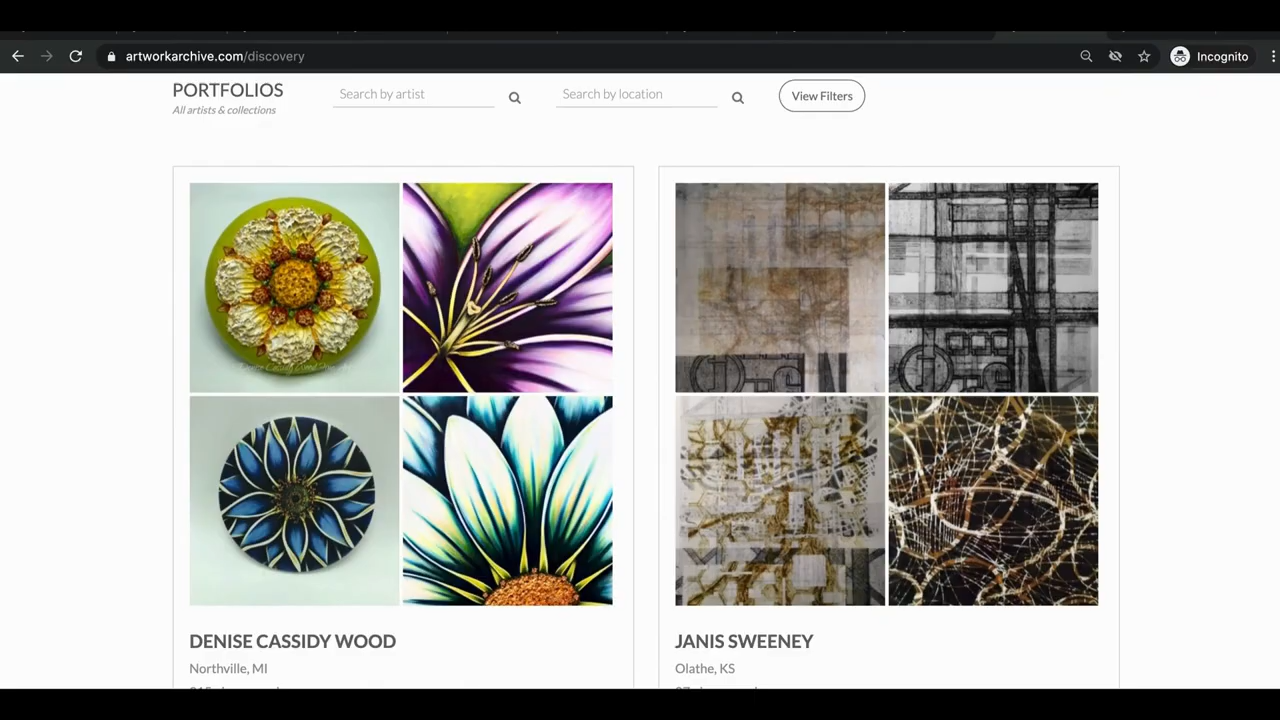 artworkarchive.com/discovery
Incognito
PORTFOLIOS
All artists & collections
Search by artist
Search by location
View Filters
DENISE CASSIDY WOOD
Northville, MI
JANIS SWEENEY
Olathe, KS